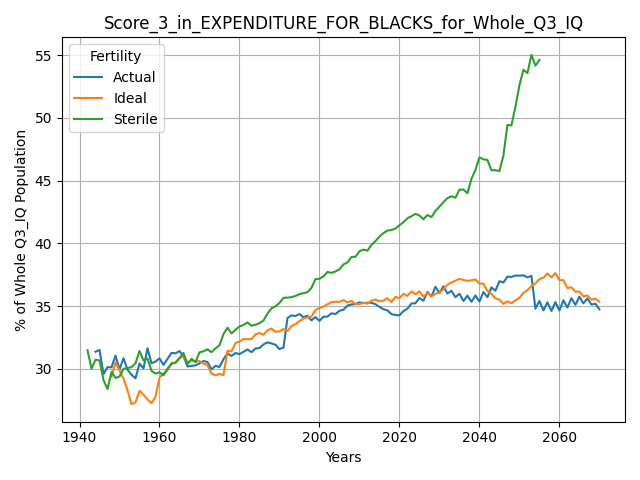 Score_3_in_EXPENDITURE_FOR_BLACKS_for_Whole_Q3_IQ
Fertility
Actual
Ideal
Sterile
% of Whole Q3_IQ Population
55
50
45
40
35
30
1940
1960
1980
2000
2020
2040
2060
Years